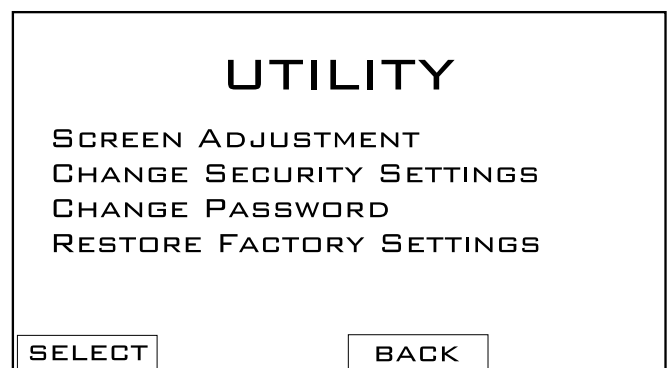 UTILITY
SCREEN ADJUSTMENT
CHANGE SECURITY SETTINGS
CHANGE PASSWORD
RESTORE FACTORY SETTINGS
SELECT BACK